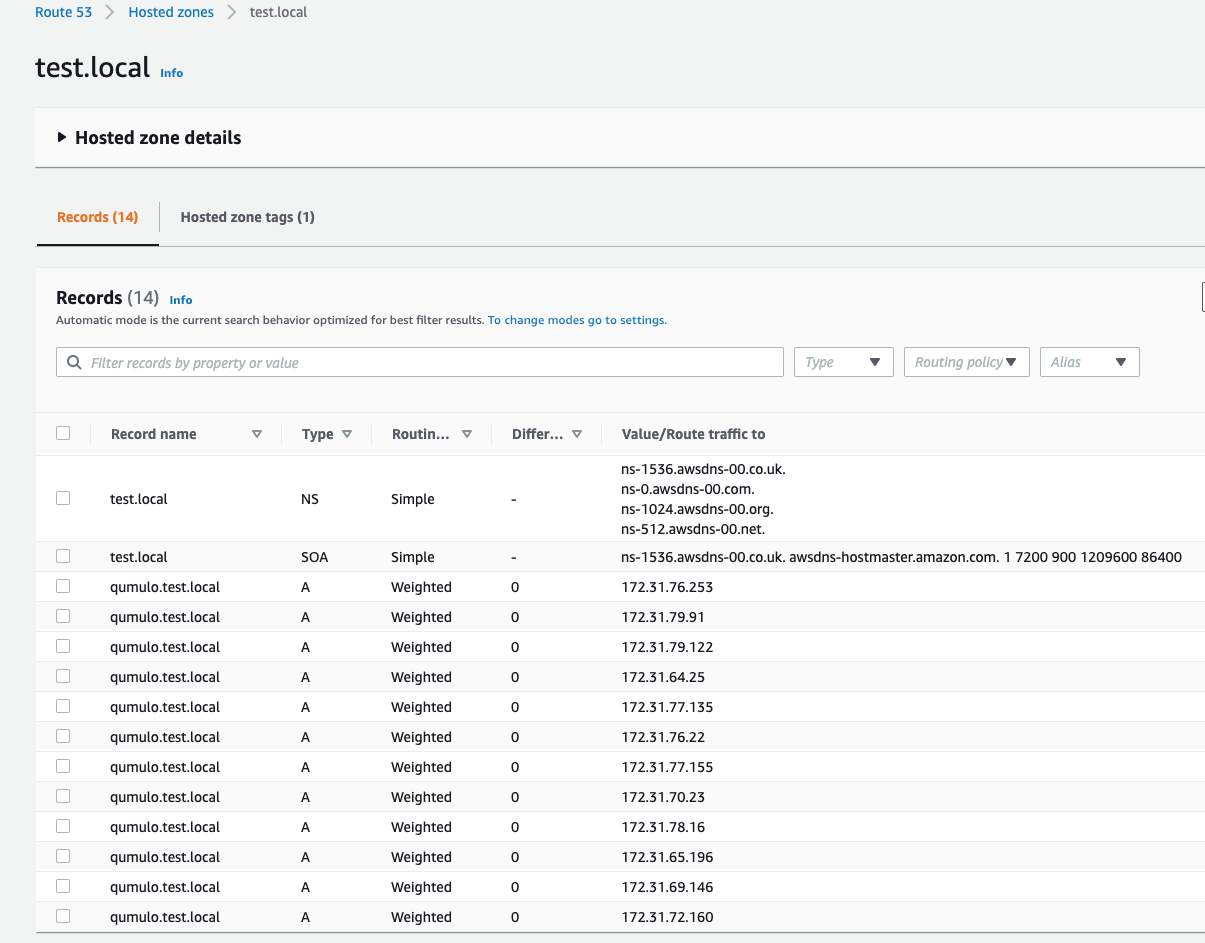 Route 53 > Hosted zones > test.local
test.local Info
Hosted zone details
Records (14) Hosted zone tags (1)
Records (14) Info
Automatic mode is the current search behavior optimized for best filter results. To change modes go to settings.
Filter records by property or value Type Routing policy Alias
Record name Type Routin... Differ... Value/Route traffic to
ns-1536.awsdns-00.co.uk.
ns-0.awsdns-00.com.
test.local NS Simple -
ns-1024.awsdns-00.org.
ns-512.awsdns-00.net.
test.local SOA Simple - ns-1536.awsdns-00.co.uk. awsdns-hostmaster.amazon.com. 1 7200 900 1209600 86400
qumulo.test.local A Weighted 0 172.31.76.253
qumulo.test.local A Weighted 0 172.31.79.91
qumulo.test.local A Weighted 0 172.31.79.122
qumulo.test.local A Weighted 0 172.31.64.25
qumulo.test.local A Weighted 0 172.31.77.135
qumulo.test.local A Weighted 0 172.31.76.22
qumulo.test.local A Weighted 0 172.31.77.155
qumulo.test.local A Weighted 0 172.31.70.23
qumulo.test.local A Weighted 0 172.31.78.16
qumulo.test.local A Weighted 0 172.31.65.196
qumulo.test.local A Weighted 0 172.31.69.146
qumulo.test.local A Weighted 0 172.31.72.160